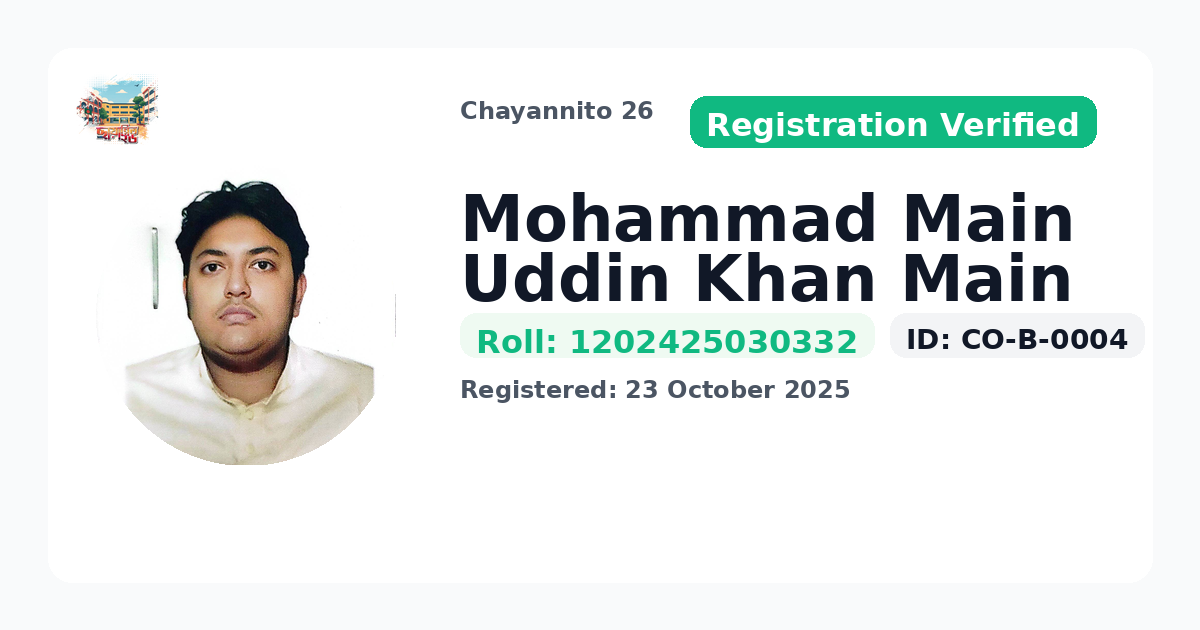 Chayannito 26
Registration Verified
Mohammad Main
Uddin Khan Main
Roll: 1202425030332
ID: CO-B-0004
Registered: 23 October 2025